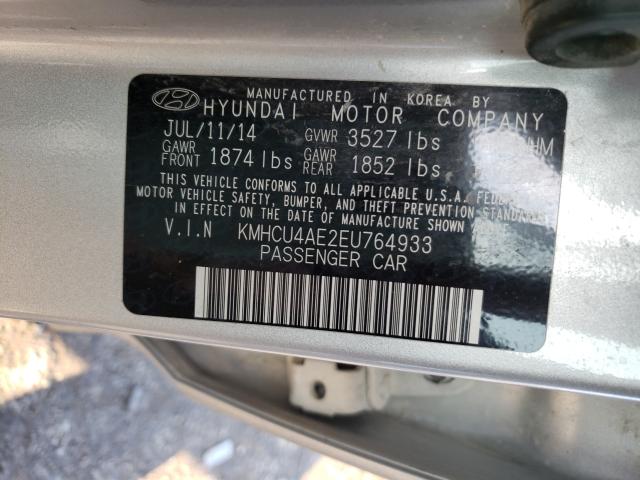 MANUFACTURED IN KOREA BY
HYUNDAI MOTOR COMPANY
JUL/11/14 GVWR 3527 lbs
GAWR FRONT 1874 lbs GAWR REAR 1852 lbs
THIS VEHICLE CONFORMS TO ALL APPLICABLE U.S.A. FEDERAL
MOTOR VEHICLE SAFETY, BUMPER, AND THEFT PREVENTION STANDARDS
IN EFFECT ON THE DATE OF MANUFACTURE SHOWN ABOVE.
V.I.N KMHCU4AE2EU764933
PASSENGER CAR